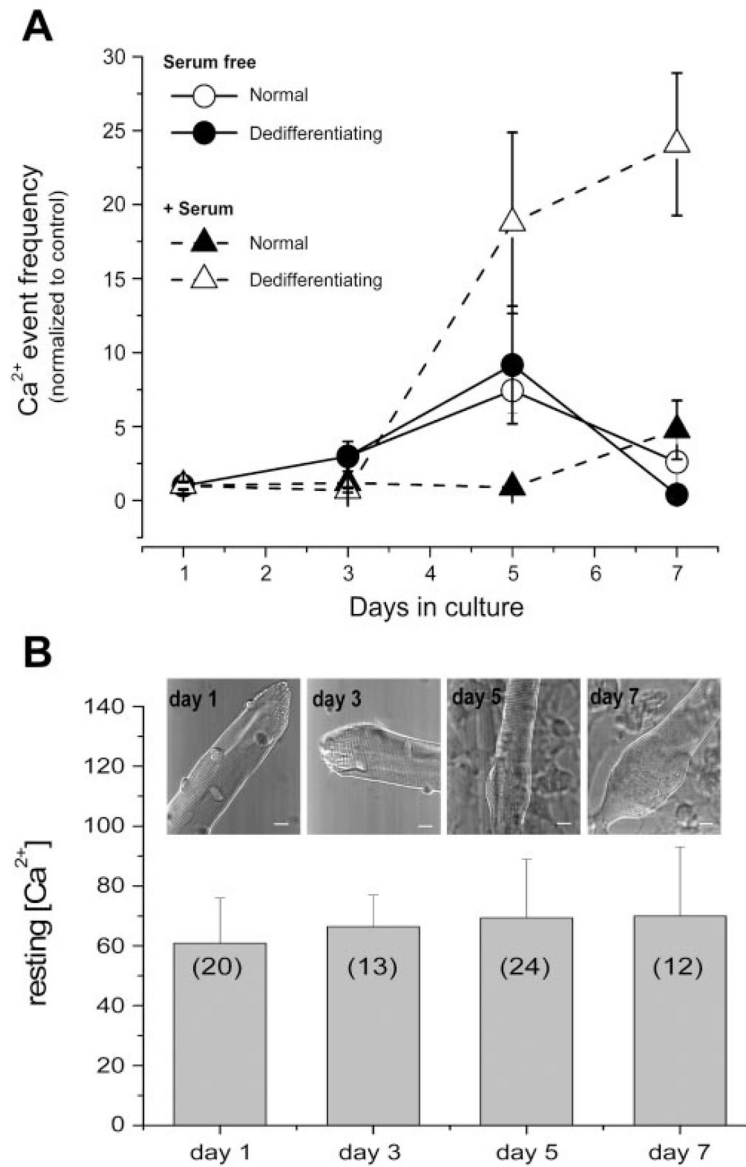 A
Serum free
Normal
Dedifferentiating
+ Serum
Normal
Dedifferentiating
Ca²⁺ event frequency
(normalized to control)
30
25
20
15
10
5
0
1 2 3 4 5 6 7
Days in culture
B
day 1 day 3 day 5 day 7
resting [Ca²⁺]
140
120
100
80
60
40
20
0
(20) (13) (24) (12)
day 1 day 3 day 5 day 7